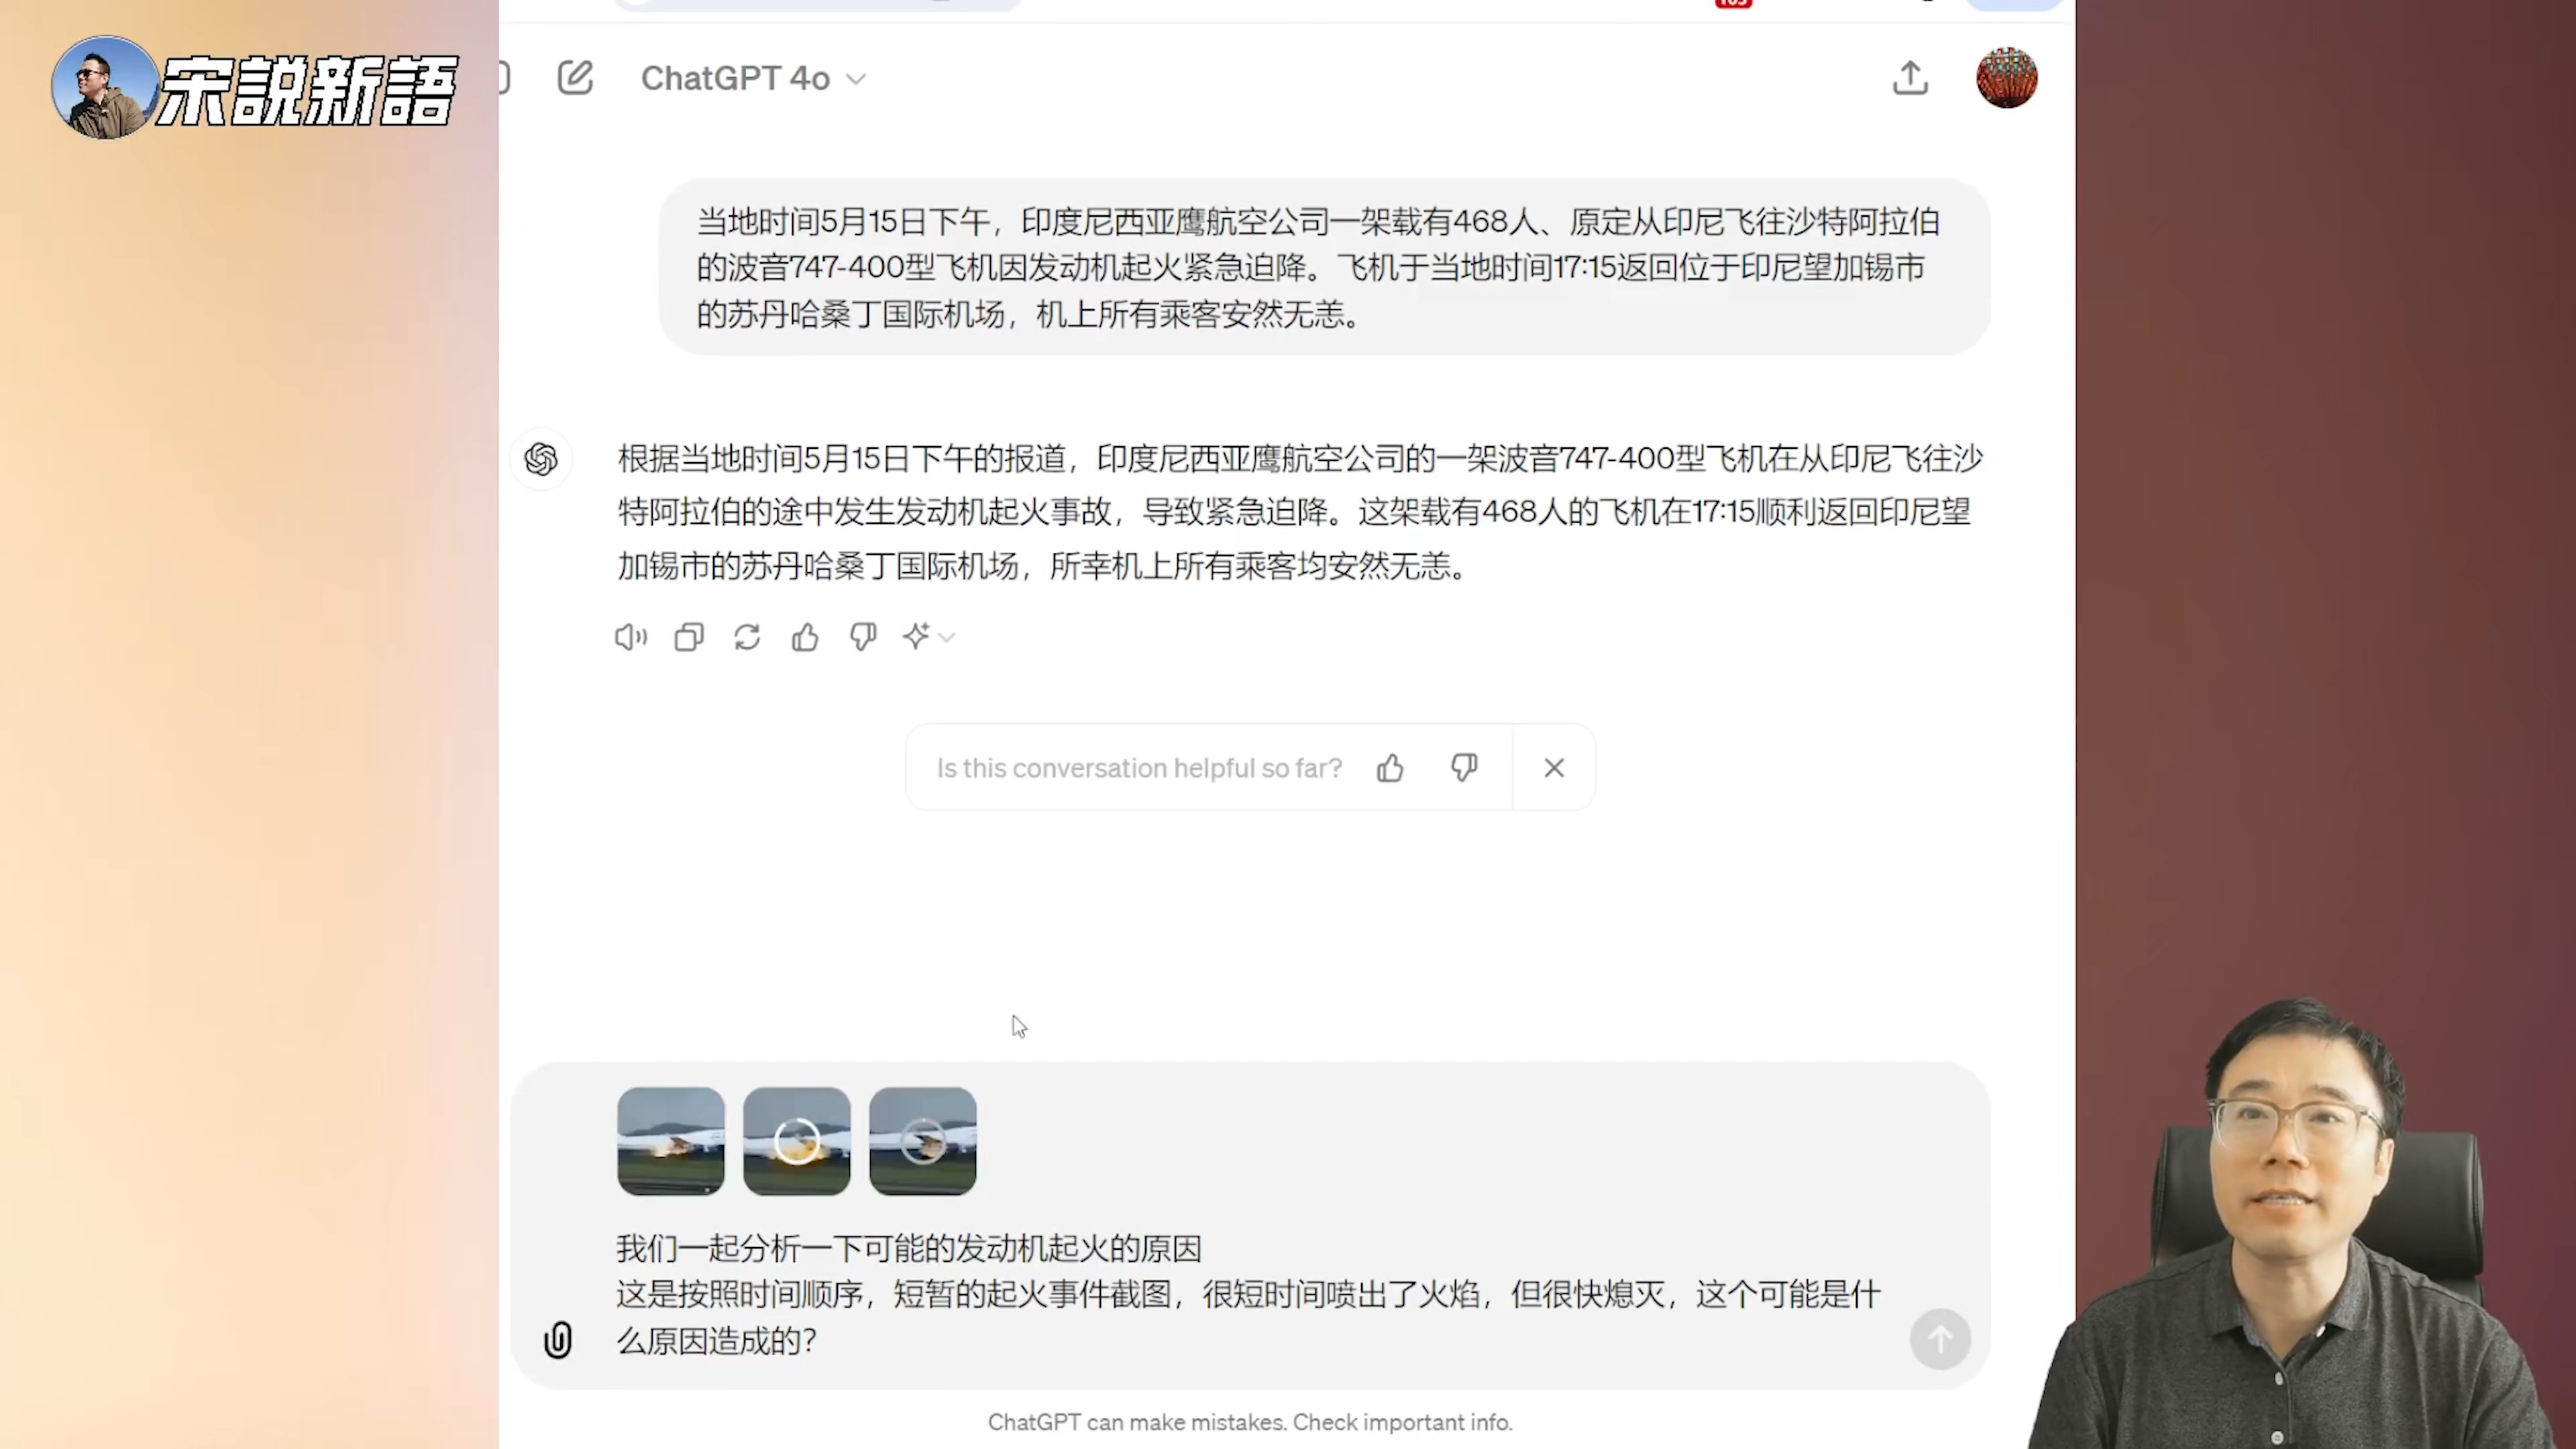 宋説新語
ChatGPT 4o
当地时间5月15日下午，印度尼西亚鹰航空公司一架载有468人、原定从印尼飞往沙特阿拉伯
的波音747-400型飞机因发动机起火紧急迫降。飞机于当地时间17:15返回位于印尼望加锡市
的苏丹哈桑丁国际机场，机上所有乘客安然无恙。
根据当地时间5月15日下午的报道，印度尼西亚鹰航空公司的一架波音747-400型飞机在从印尼飞往沙
特阿拉伯的途中发生发动机起火事故，导致紧急迫降。这架载有468人的飞机在17:15顺利返回印尼望
加锡市的苏丹哈桑丁国际机场，所幸机上所有乘客均安然无恙。
Is this conversation helpful so far?
我们一起分析一下可能的发动机起火的原因
这是按照时间顺序，短暂的起火事件截图，很短时间喷出了火焰，但很快熄灭，这个可能是什
么原因造成的？
ChatGPT can make mistakes. Check important info.